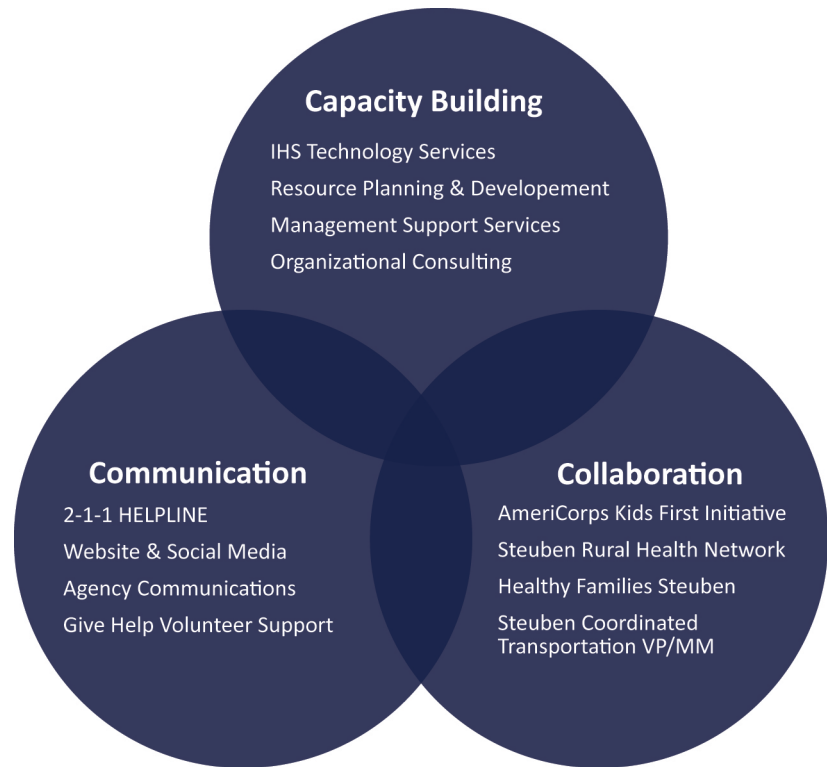 Capacity Building
IHS Technology Services
Resource Planning & Developement
Management Support Services
Organizational Consulting
Communication
2-1-1 HELPLINE
Website & Social Media
Agency Communications
Give Help Volunteer Support
Collaboration
AmeriCorps Kids First Initiative
Steuben Rural Health Network
Healthy Families Steuben
Steuben Coordinated
Transportation VP/MM